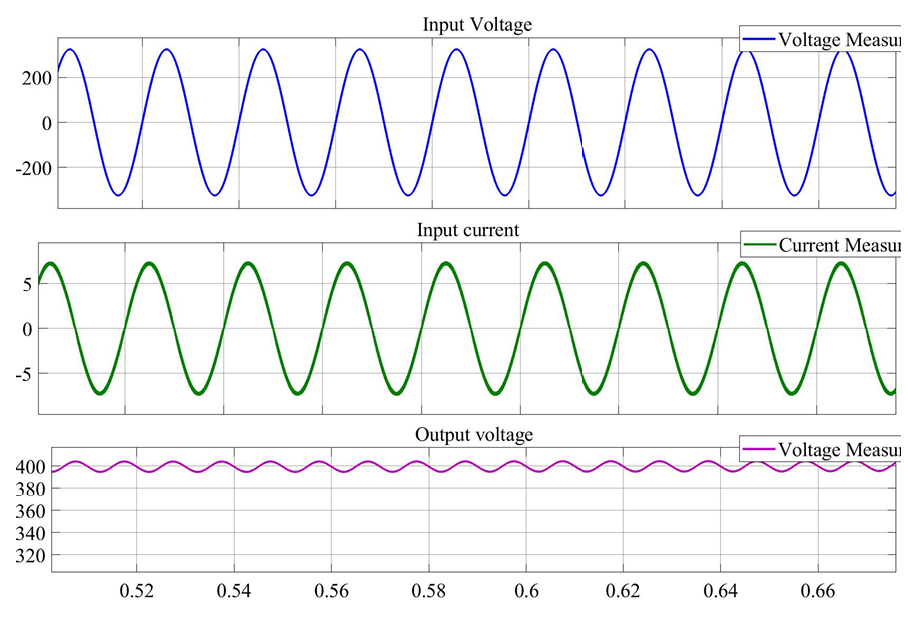 Input Voltage
Voltage Measur
200
0
-200
Input current
Current Measur
5
0
-5
Output voltage
Voltage Measur
400
380
360
340
320
0.52 0.54 0.56 0.58 0.6 0.62 0.64 0.66